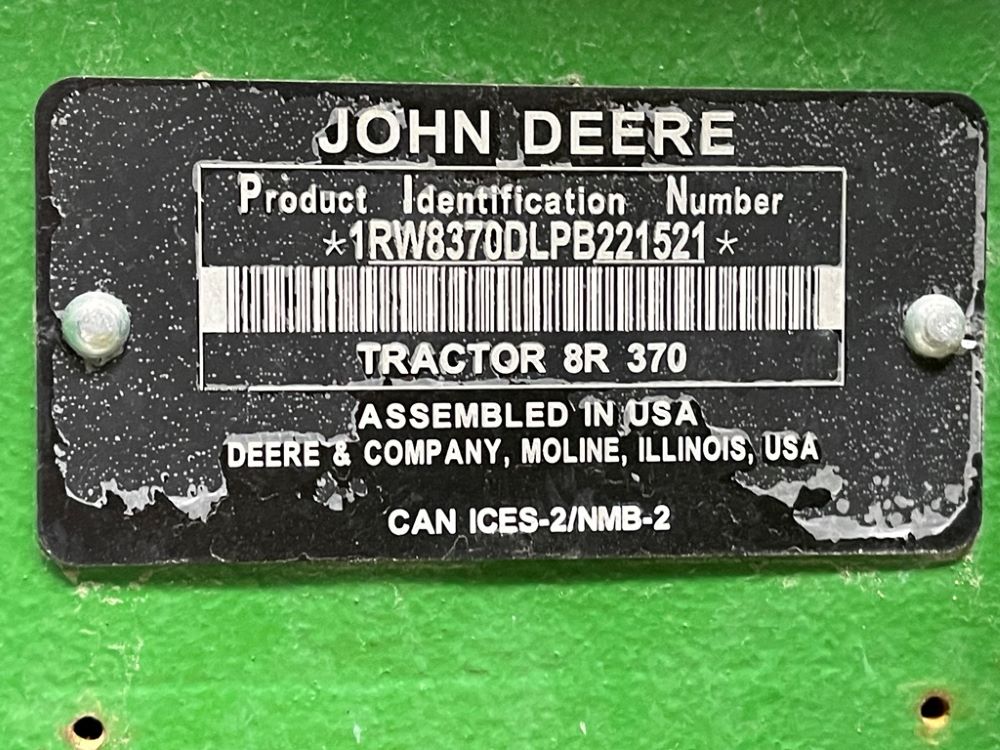 JOHN DEERE
Product Identification Number
*1RW8370DLPB221521*
TRACTOR 8R 370
ASSEMBLED IN USA
DEERE & COMPANY, MOLINE, ILLINOIS, USA
CAN ICES-2/NMB-2